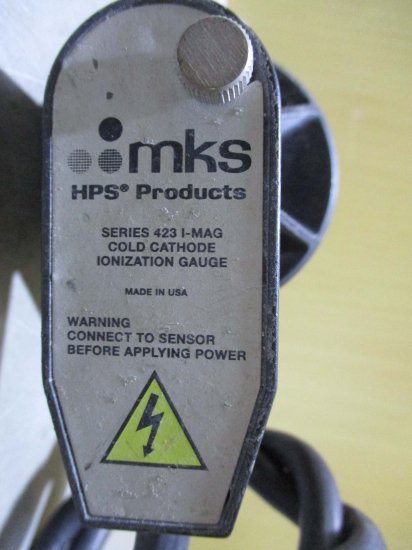 mks
HPS® Products
SERIES 423 I-MAG
COLD CATHODE
IONIZATION GAUGE
MADE IN USA
WARNING
CONNECT TO SENSOR
BEFORE APPLYING POWER